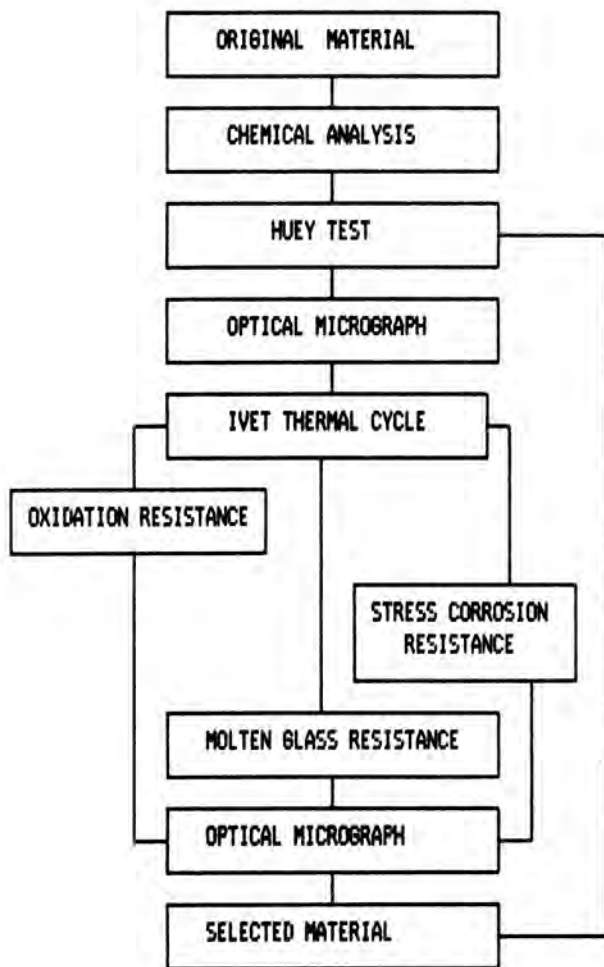 ORIGINAL MATERIAL
CHEMICAL ANALYSIS
HUEY TEST
OPTICAL MICROGRAPH
IVET THERMAL CYCLE
OXIDATION RESISTANCE
STRESS CORROSION
RESISTANCE
MOLTEN GLASS RESISTANCE
OPTICAL MICROGRAPH
SELECTED MATERIAL